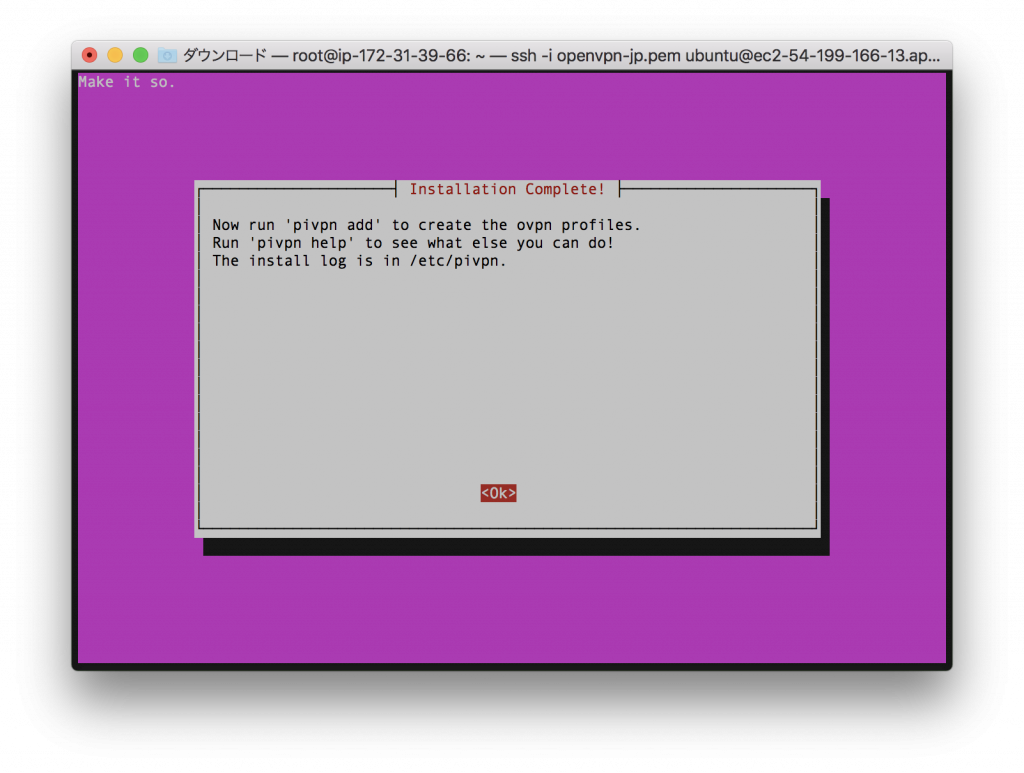 ダウンロード — root@ip-172-31-39-66: ~ — ssh -i openvpn-jp.pem ubuntu@ec2-54-199-166-13.ap...
Make it so.
Installation Complete!
Now run 'pivpn add' to create the ovpn profiles.
Run 'pivpn help' to see what else you can do!
The install log is in /etc/pivpn.
<Ok>